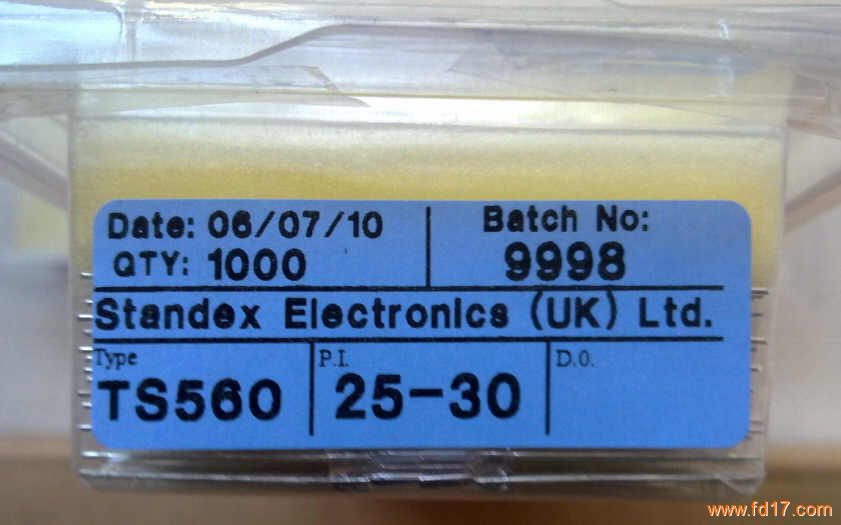 Date: 06/07/10
QTY: 1000
Batch No:
9998
Standex Electronics (UK) Ltd.
Type
TS560
P.I.
25-30
D.O.
www.fd17.com